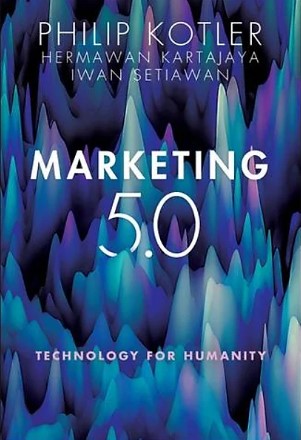 PHILIP KOTLER
HERMAWAN KARTAJAYA
IWAN SETIAWAN
MARKETING
5.0
TECHNOLOGY FOR HUMANITY